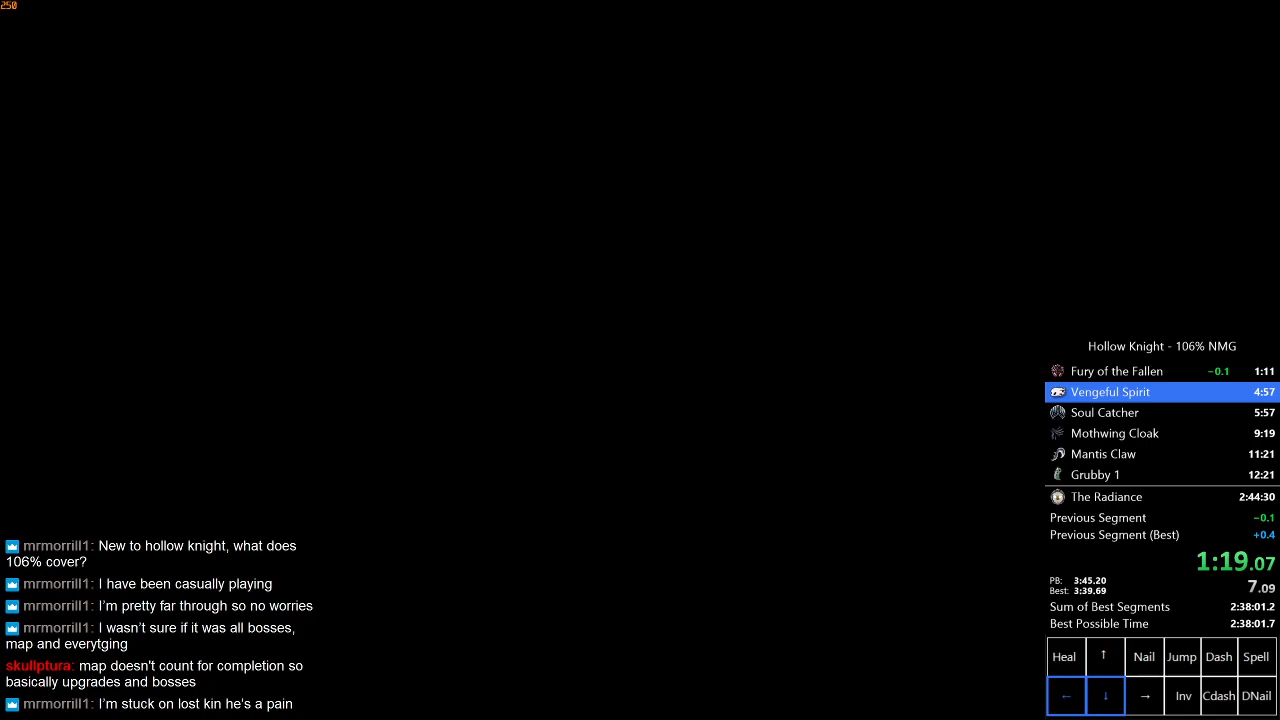 250
Hollow Knight - 106% NMG
Fury of the Fallen -0.1 1:11
Vengeful Spirit 4:57
Soul Catcher 5:57
Mothwing Cloak 9:19
Mantis Claw 11:21
Grubby 1 12:21
The Radiance 2:44:30
Previous Segment -0.1
Previous Segment (Best) +0.4
1:19.07
PB: 3:45.20
Best: 3:39.69
7.09
Sum of Best Segments 2:38:01.2
Best Possible Time 2:38:01.7
Heal ↑ Nail Jump Dash Spell
← ↓ → Inv Cdash DNail
mrmorrill1: New to hollow knight, what does
106% cover?
mrmorrill1: I have been casually playing
mrmorrill1: I'm pretty far through so no worries
mrmorrill1: I wasn't sure if it was all bosses,
map and everytging
skullptura: map doesn't count for completion so
basically upgrades and bosses
mrmorrill1: I'm stuck on lost kin he's a pain